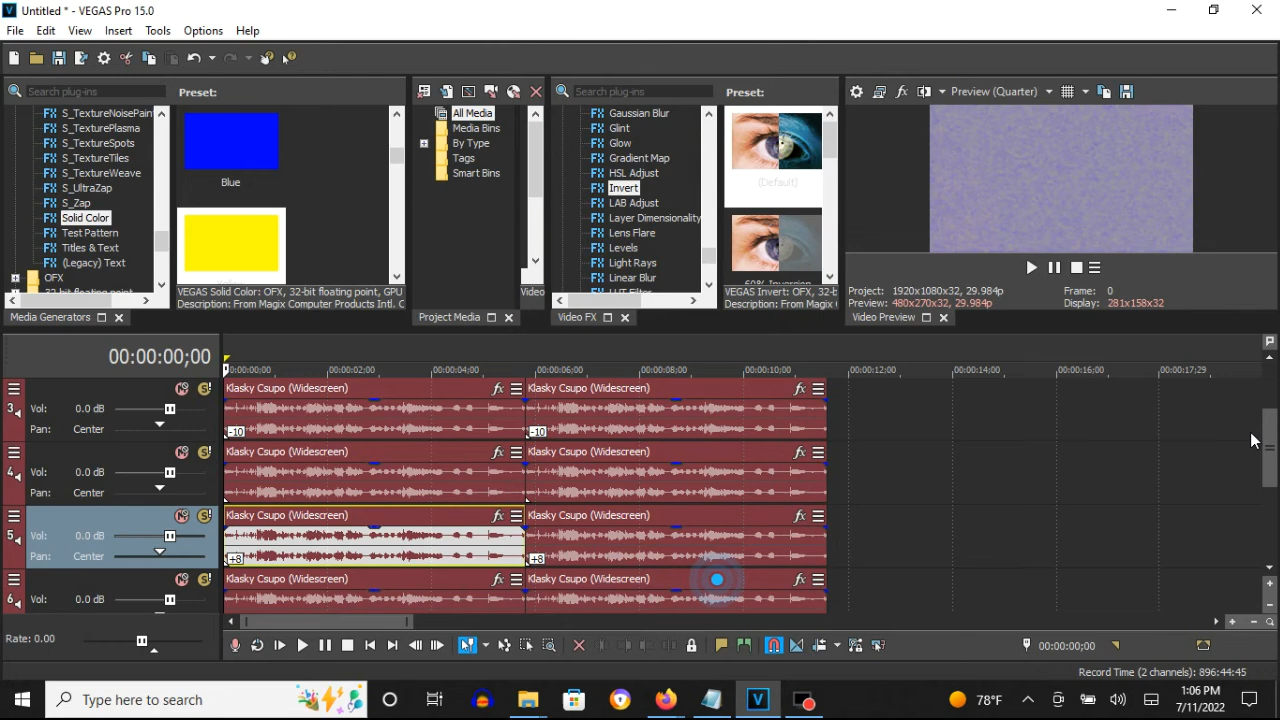 Untitled * - VEGAS Pro 15.0
File Edit View Insert Tools Options Help
Search plug-ins
Preset:
S_TextureNoisePain
S_TexturePlasma
S_TextureSpots
S_TextureTiles
S_TextureWeave
S_UltraZap
S_Zap
Solid Color
Test Pattern
Titles & Text
(Legacy) Text
OFX
Blue
VEGAS Solid Color: OFX, 32-bit floating point, GPU
Description: From Magix Computer Products Intl. C
Media Generators
All Media
Media Bins
By Type
Tags
Smart Bins
Video
Project Media
Search plug-ins
Preset:
Gaussian Blur
Glint
Glow
Gradient Map
HSL Adjust
Invert
LAB Adjust
Layer Dimensionality
Lens Flare
Levels
Light Rays
Linear Blur
(Default)
VEGAS Invert: OFX, 32-b
Description: From Magix
Video FX
Preview (Quarter)
Project: 1920x1080x32, 29.984p
Preview: 480x270x32, 29.984p
Frame: 0
Display: 281x158x32
Video Preview
00:00:00;00
0:00:00;00 00:00:02;00 00:00:04;00 00:00:06;00 00:00:08;00 00:00:10;00 00:00:12;00 00:00:14;00 00:00:16;00 00:00:17;29
3 Vol: 0.0 dB
Pan: Center
Klasky Csupo (Widescreen) fx Klasky Csupo (Widescreen) fx
-10 -10
4 Vol: 0.0 dB
Pan: Center
Klasky Csupo (Widescreen) fx Klasky Csupo (Widescreen) fx
5 Vol: 0.0 dB
Pan: Center
Klasky Csupo (Widescreen) fx Klasky Csupo (Widescreen) fx
+8 +8
6 Vol: 0.0 dB
Klasky Csupo (Widescreen) fx Klasky Csupo (Widescreen) fx
Rate: 0.00
00:00:00;00
Record Time (2 channels): 896:44:45
Type here to search
78°F
1:06 PM
7/11/2022